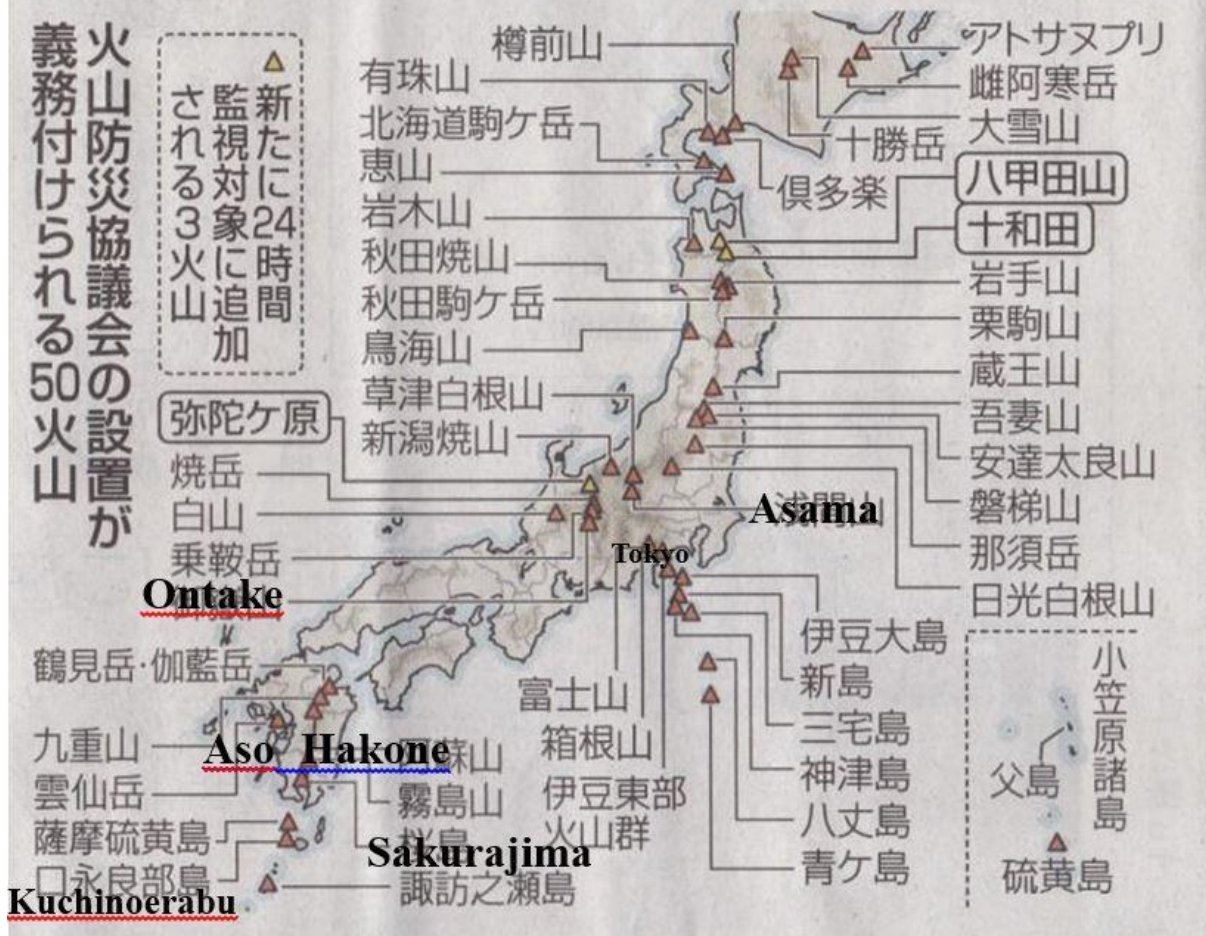 火山防災協議会の設置が
義務付けられる50火山
新たに24時間
監視対象に追加
される3火山
樽前山
有珠山
北海道駒ケ岳
恵山
岩木山
秋田焼山
秋田駒ケ岳
鳥海山
草津白根山
新潟焼山
弥陀ケ原
焼岳
白山
乗鞍岳
Ontake
アトサヌプリ
雌阿寒岳
大雪山
十勝岳
倶多楽
八甲田山
十和田
岩手山
栗駒山
蔵王山
吾妻山
安達太良山
磐梯山
那須岳
日光白根山
Asama
浅間山
Tokyo
伊豆大島
新島
三宅島
神津島
八丈島
青ケ島
富士山
箱根山
伊豆東部
火山群
鶴見岳・伽藍岳
九重山
Aso Hakone
蘇山
雲仙岳
霧島山
薩摩硫黄島
桜島
Sakurajima
口永良部島
Kuchinoerabu
諏訪之瀬島
小笠原諸島
父島
硫黄島